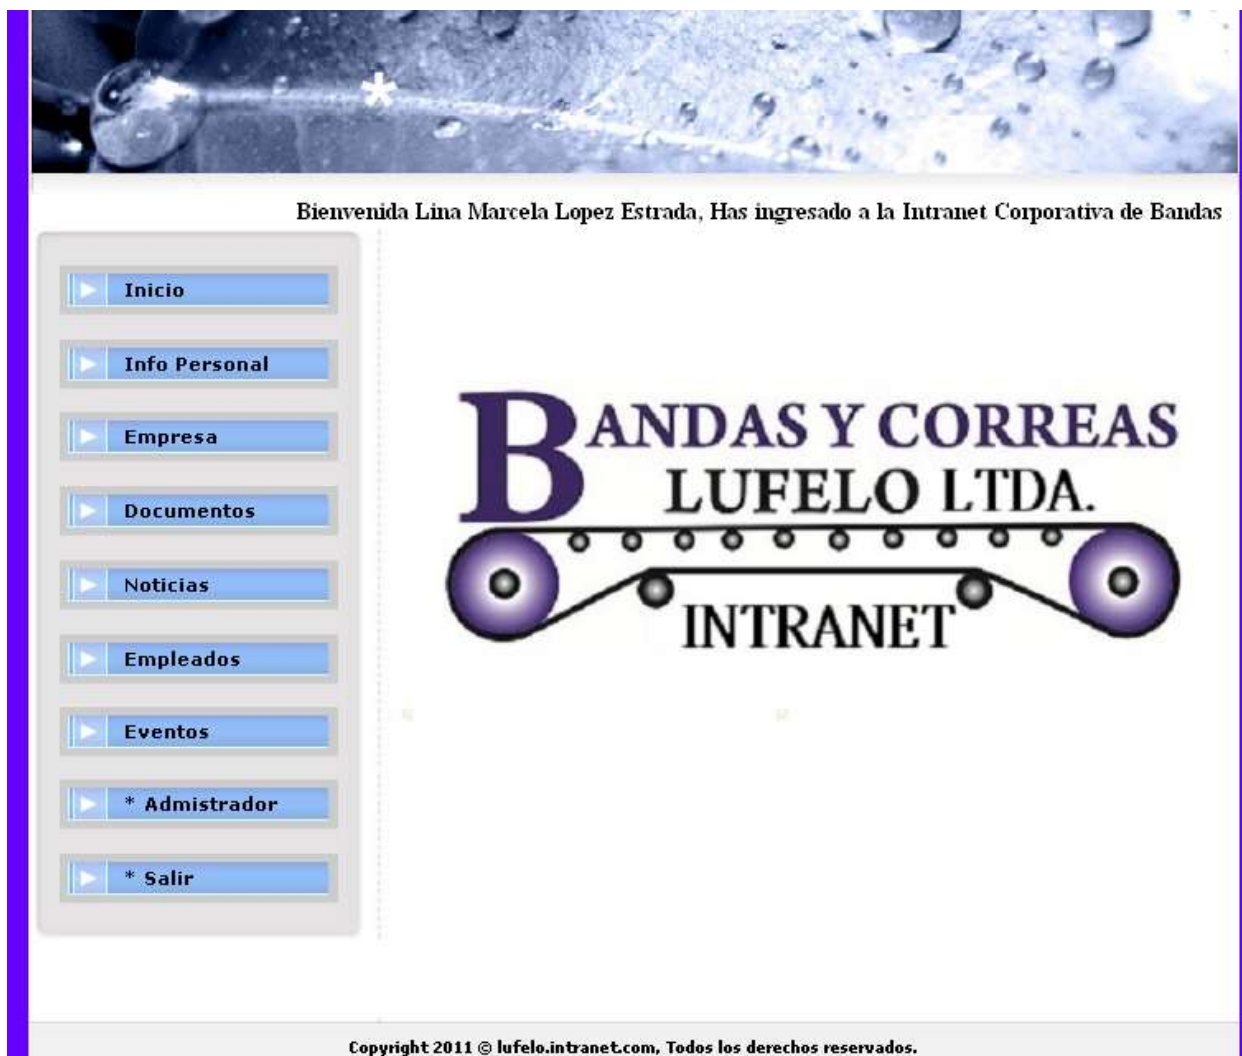 *
Bienvenida Lina Marcela Lopez Estrada, Has ingresado a la Intranet Corporativa de Bandas
Inicio
Info Personal
Empresa
Documentos
Noticias
Empleados
Eventos
* Admistrador
* Salir
BANDAS Y CORREAS
LUFELO LTDA.
INTRANET
Copyright 2011 © lufelo.intranet.com, Todos los derechos reservados.